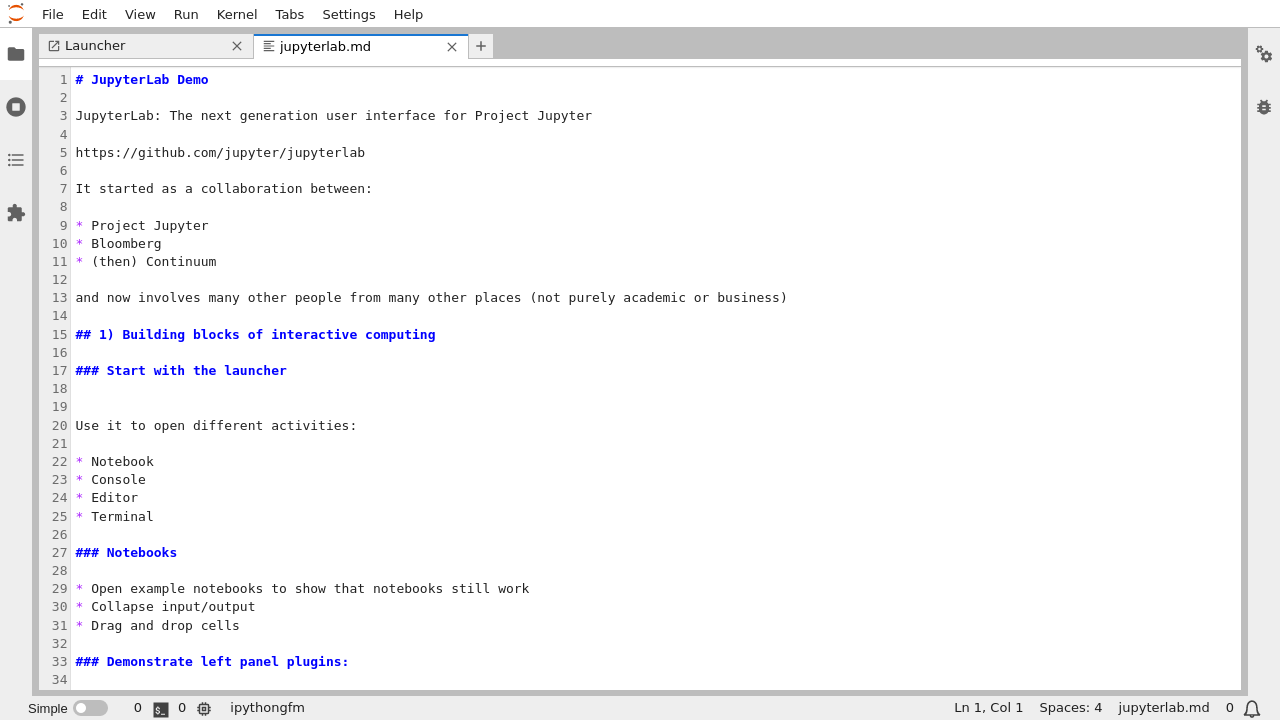 File Edit View Run Kernel Tabs Settings Help
Launcher
jupyterlab.md
1 # JupyterLab Demo
2
3 JupyterLab: The next generation user interface for Project Jupyter
4
5 https://github.com/jupyter/jupyterlab
6
7 It started as a collaboration between:
8
9 * Project Jupyter
10 * Bloomberg
11 * (then) Continuum
12
13 and now involves many other people from many other places (not purely academic or business)
14
15 ## 1) Building blocks of interactive computing
16
17 ### Start with the launcher
18
19
20 Use it to open different activities:
21
22 * Notebook
23 * Console
24 * Editor
25 * Terminal
26
27 ### Notebooks
28
29 * Open example notebooks to show that notebooks still work
30 * Collapse input/output
31 * Drag and drop cells
32
33 ### Demonstrate left panel plugins:
34
Simple 0 $_ 0 ipythongfm Ln 1, Col 1 Spaces: 4 jupyterlab.md 0